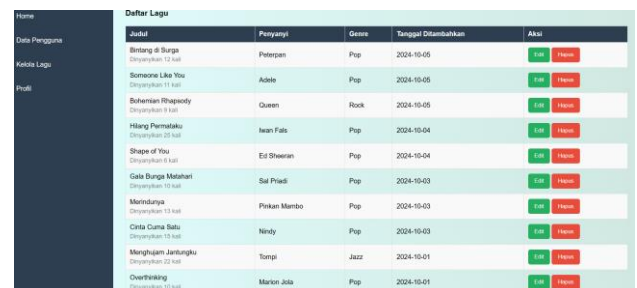 Home
Data Pengguna
Kelola Lagu
Profil
Daftar Lagu
Judul Penyanyi Genre Tanggal Ditambahkan Aksi
Bintang di Surga
Dinyanyikan 12 kali
Peterpan Pop 2024-10-05 Edit Hapus
Someone Like You
Dinyanyikan 11 kali
Adele Pop 2024-10-05 Edit Hapus
Bohemian Rhapsody
Dinyanyikan kali
Queen Rock 2024-10-05 Edit Hapus
Hilang Permataku
Dinyanyikan kali
Iwan Fals Pop 2024-10-04 Edit Hapus
Shape of You
Dinyanyikan kali
Ed Sheeran Pop 2024-10-04 Edit Hapus
Gala Bunga Matahari
Dinyanyikan 10 kali
Sal Priadi Pop 2024-10-03 Edit Hapus
Merindunya
Dinyanyikan 13 kali
Pinkan Mambo Pop 2024-10-03 Edit Hapus
Cinta Cuma Satu
Dinyanyikan kali
Nindy Pop 2024-10-03 Edit Hapus
Menghujam Jantungku
Dinyanyikan 22 kali
Tompi Jazz 2024-10-01 Edit Hapus
Overthinking
Dinyanyikan 10 kali
Marion Jola Pop 2024-10-01 Edit Hapus